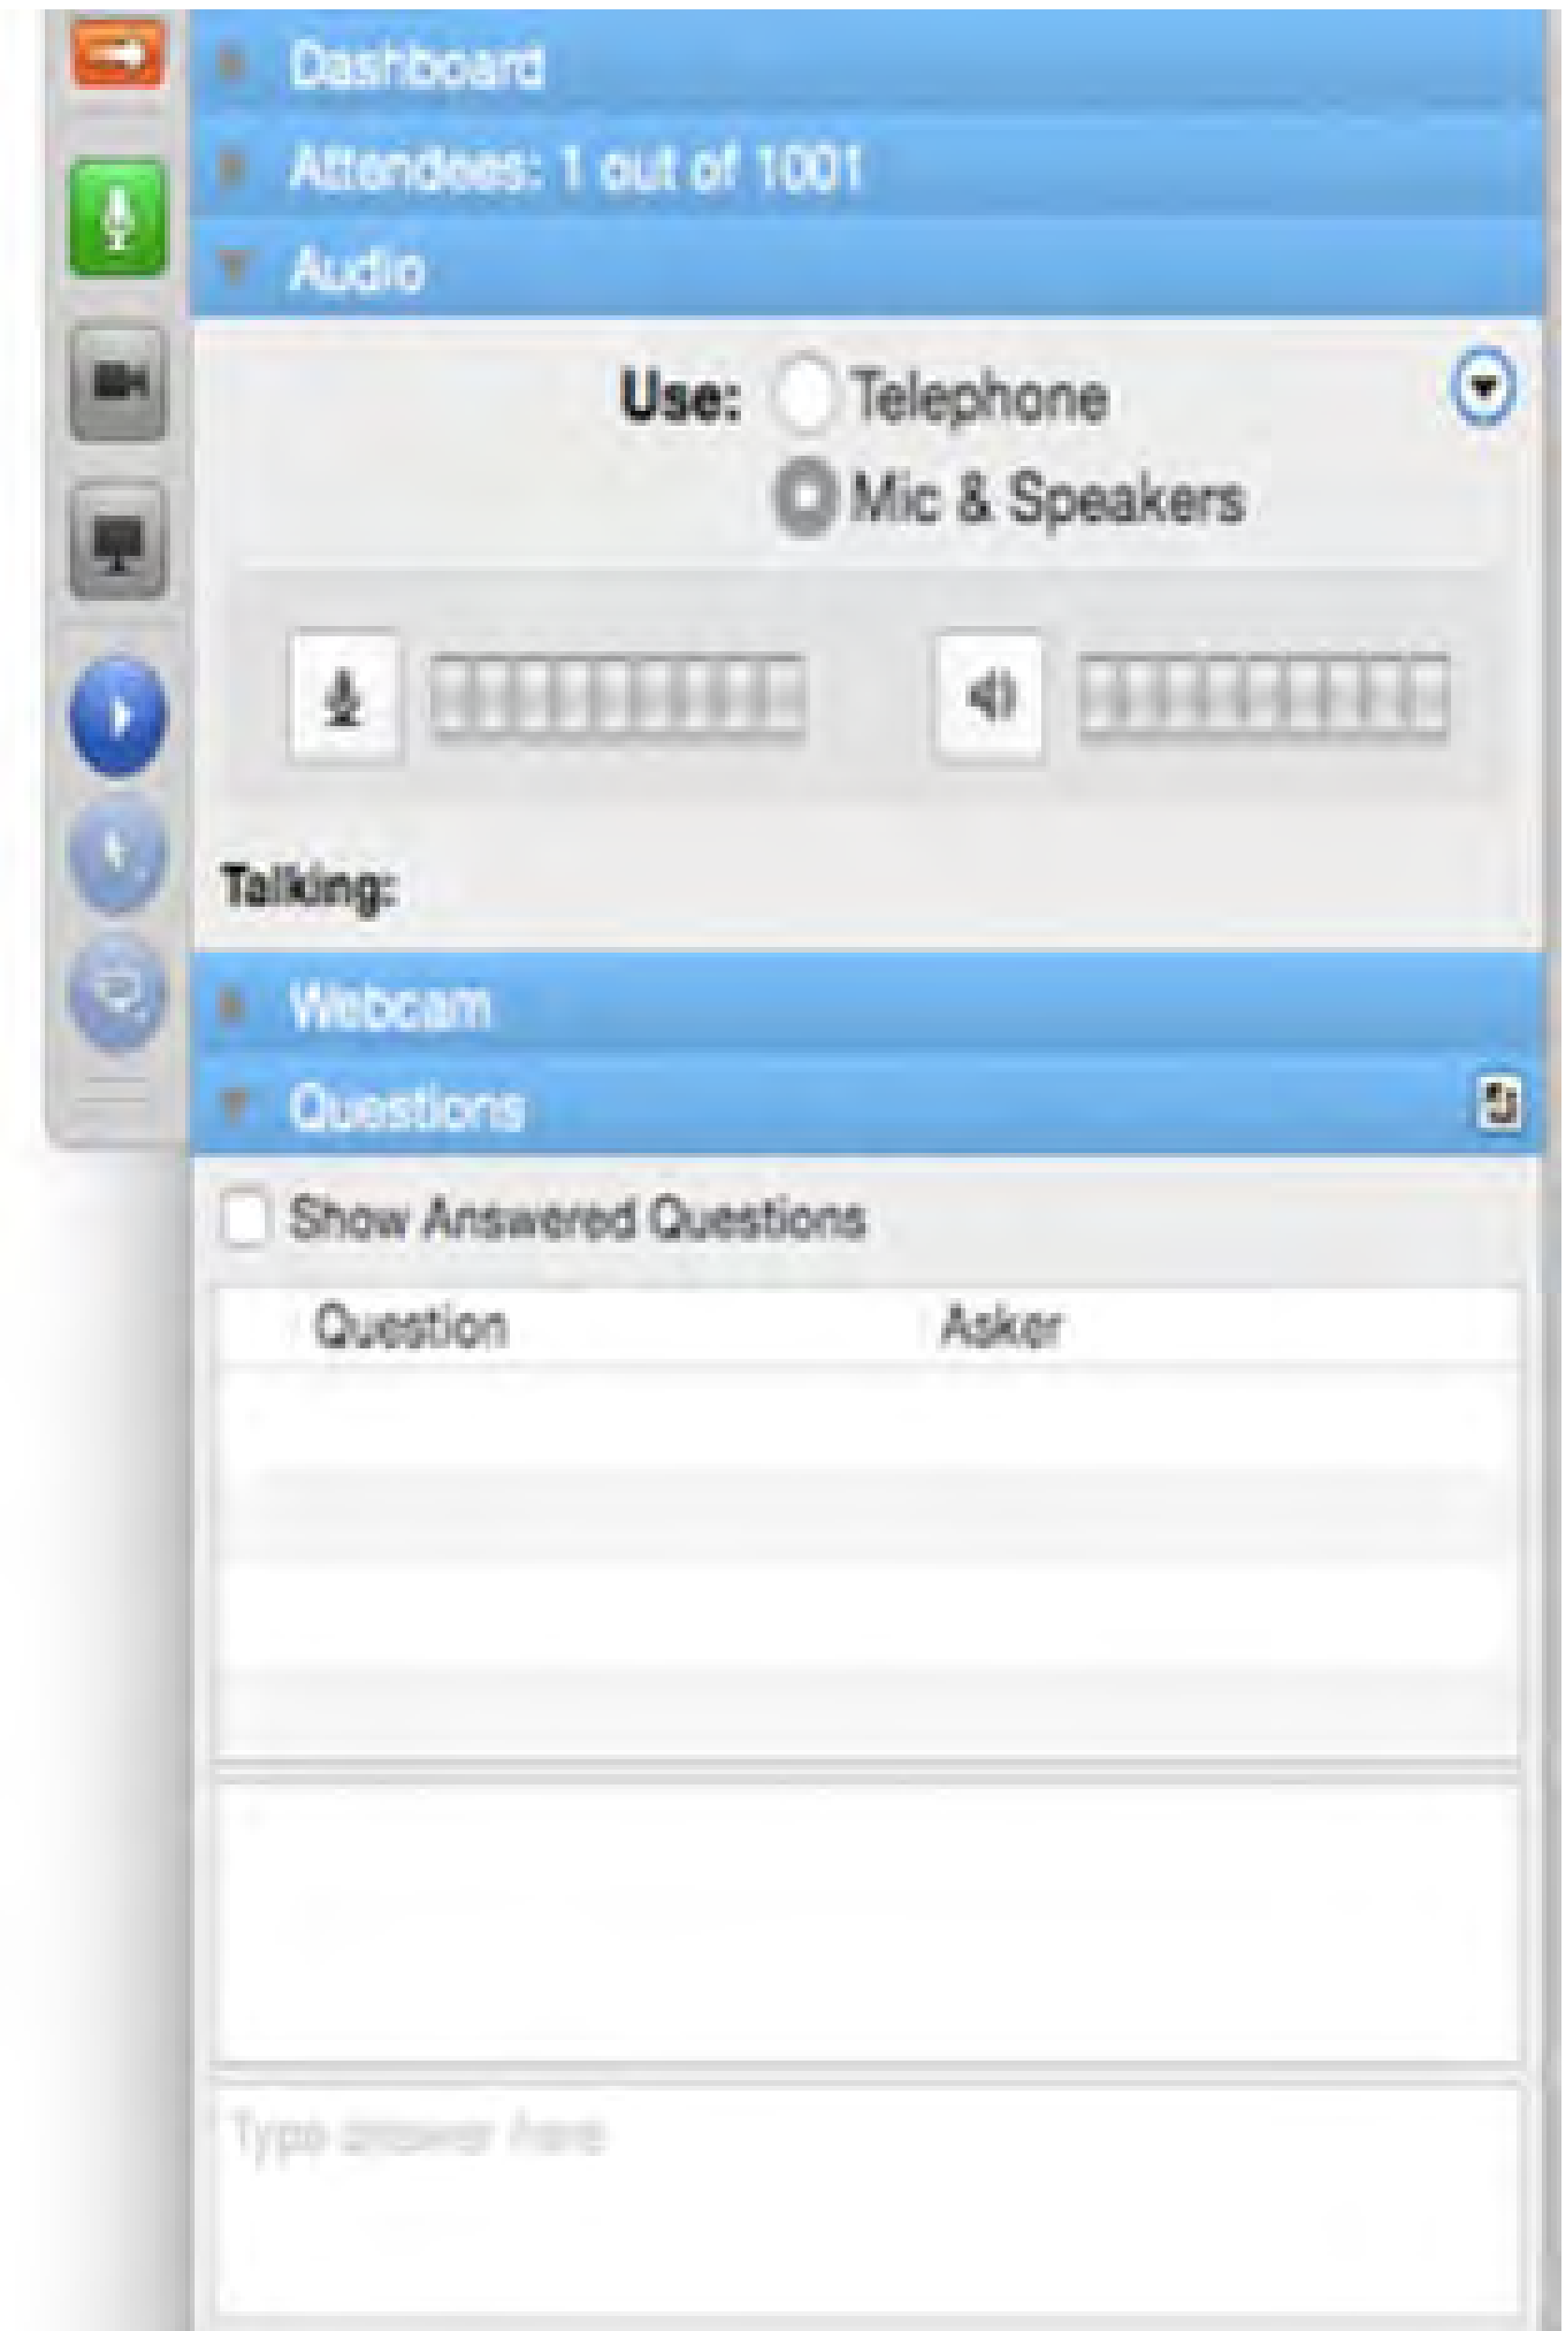 Dashboard
Attendees: 1 out of 1001
Audio
Use: Telephone
Mic & Speakers
Talking:
Webcam
Questions
Show Answered Questions
Question Asker
Type answer here